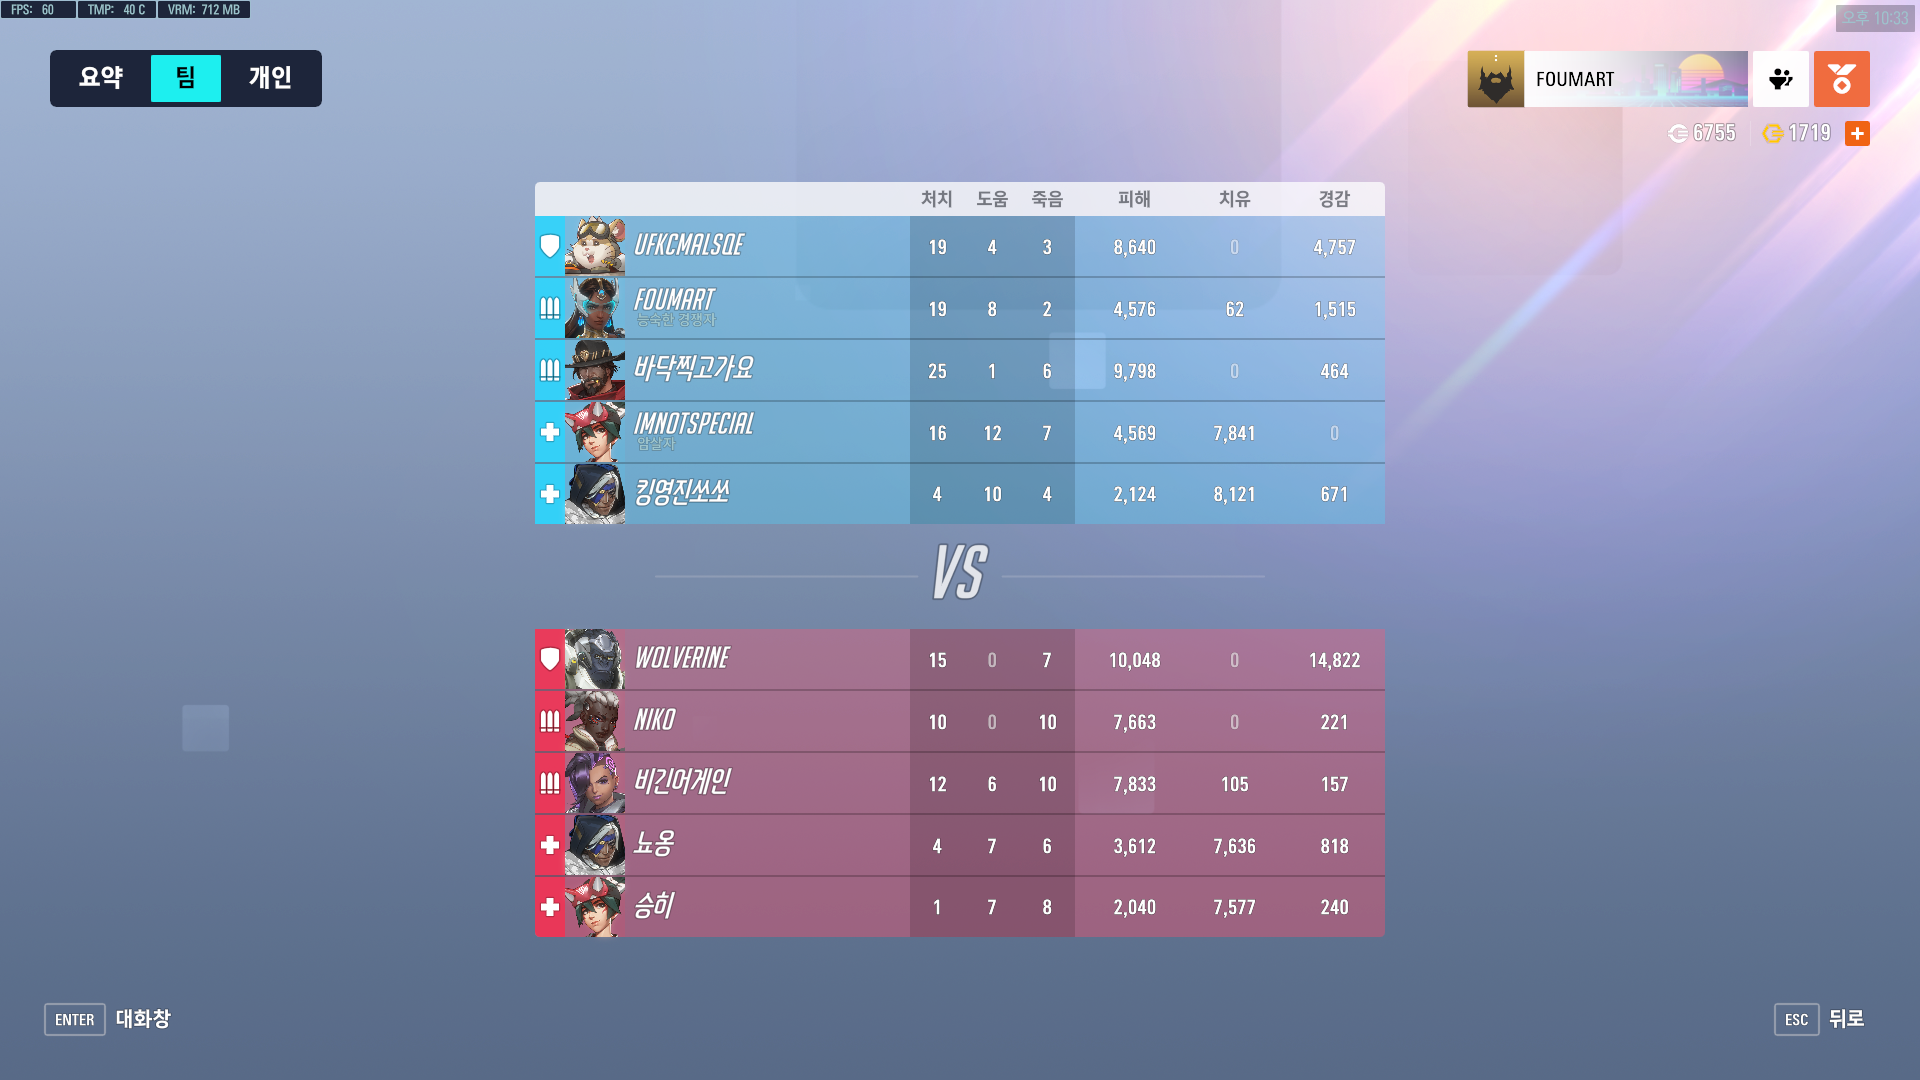 FPS: 60 TMP: 40 C VRM: 712 MB
오후 10:33
요약 팀 개인
FOUMART
6755 1719 +
처치 도움 죽음 피해 치유 경감
UFKCMALSQE 19 4 3 8,640 0 4,757
FOUMART 19 8 2 4,576 62 1,515
능숙한 경쟁자
바닥찍고가요 25 1 6 9,798 0 464
IMNOTSPECIAL 16 12 7 4,569 7,841 0
암살자
킹영진쏘쏘 4 10 4 2,124 8,121 671
VS
WOLVERINE 15 0 7 10,048 0 14,822
NIKO 10 0 10 7,663 0 221
비긴어게인 12 6 10 7,833 105 157
뇨옹 4 7 6 3,612 7,636 818
승히 1 7 8 2,040 7,577 240
ENTER 대화창
ESC 뒤로